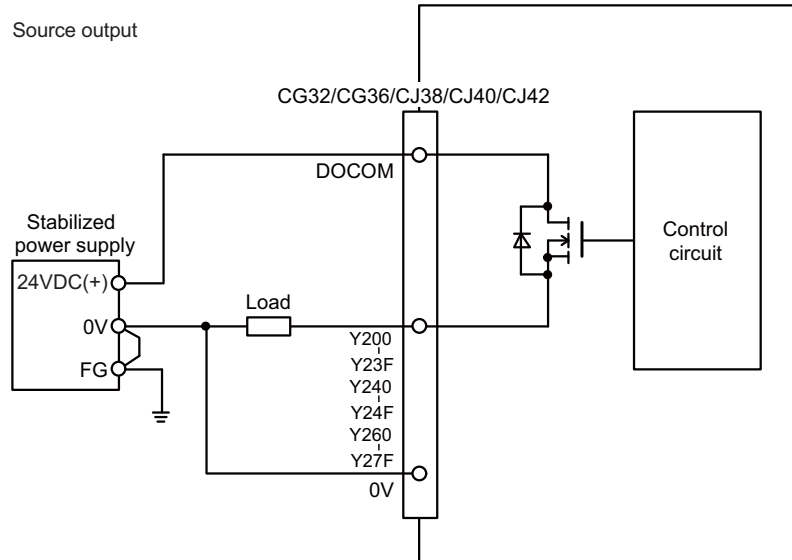 Source output
CG32/CG36/CJ38/CJ40/CJ42
DOCOM
Stabilized
power supply
24VDC(+)
0V
FG
Load
Y200
Y23F
Y240
Y24F
Y260
Y27F
0V
Control
circuit